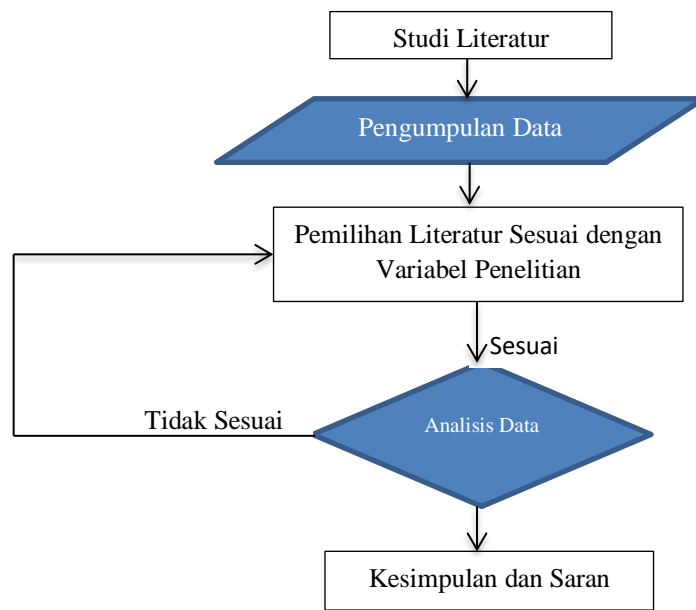 Studi Literatur
Pengumpulan Data
Pemilihan Literatur Sesuai dengan
Variabel Penelitian
Sesuai
Tidak Sesuai
Analisis Data
Kesimpulan dan Saran